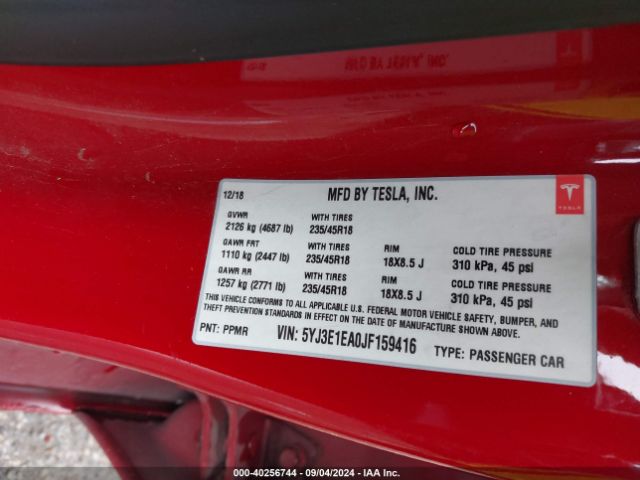 12/18 MFD BY TESLA, INC.
TESLA
GVWR WITH TIRES
2126 kg (4687 lb) 235/45R18
GAWR FRT WITH TIRES RIM COLD TIRE PRESSURE
1110 kg (2447 lb) 235/45R18 18X8.5 J 310 kPa, 45 psi
GAWR RR WITH TIRES RIM COLD TIRE PRESSURE
1257 kg (2771 lb) 235/45R18 18X8.5 J 310 kPa, 45 psi
THIS VEHICLE CONFORMS TO ALL APPLICABLE U.S. FEDERAL MOTOR VEHICLE SAFETY, BUMPER, AND
THEFT PREVENTION STANDARDS IN EFFECT ON THE DATE OF MANUFACTURE SHOWN ABOVE.
PNT: PPMR VIN: 5YJ3E1EA0JF159416 TYPE: PASSENGER CAR
000-40256744 - 09/04/2024 - IAA Inc.